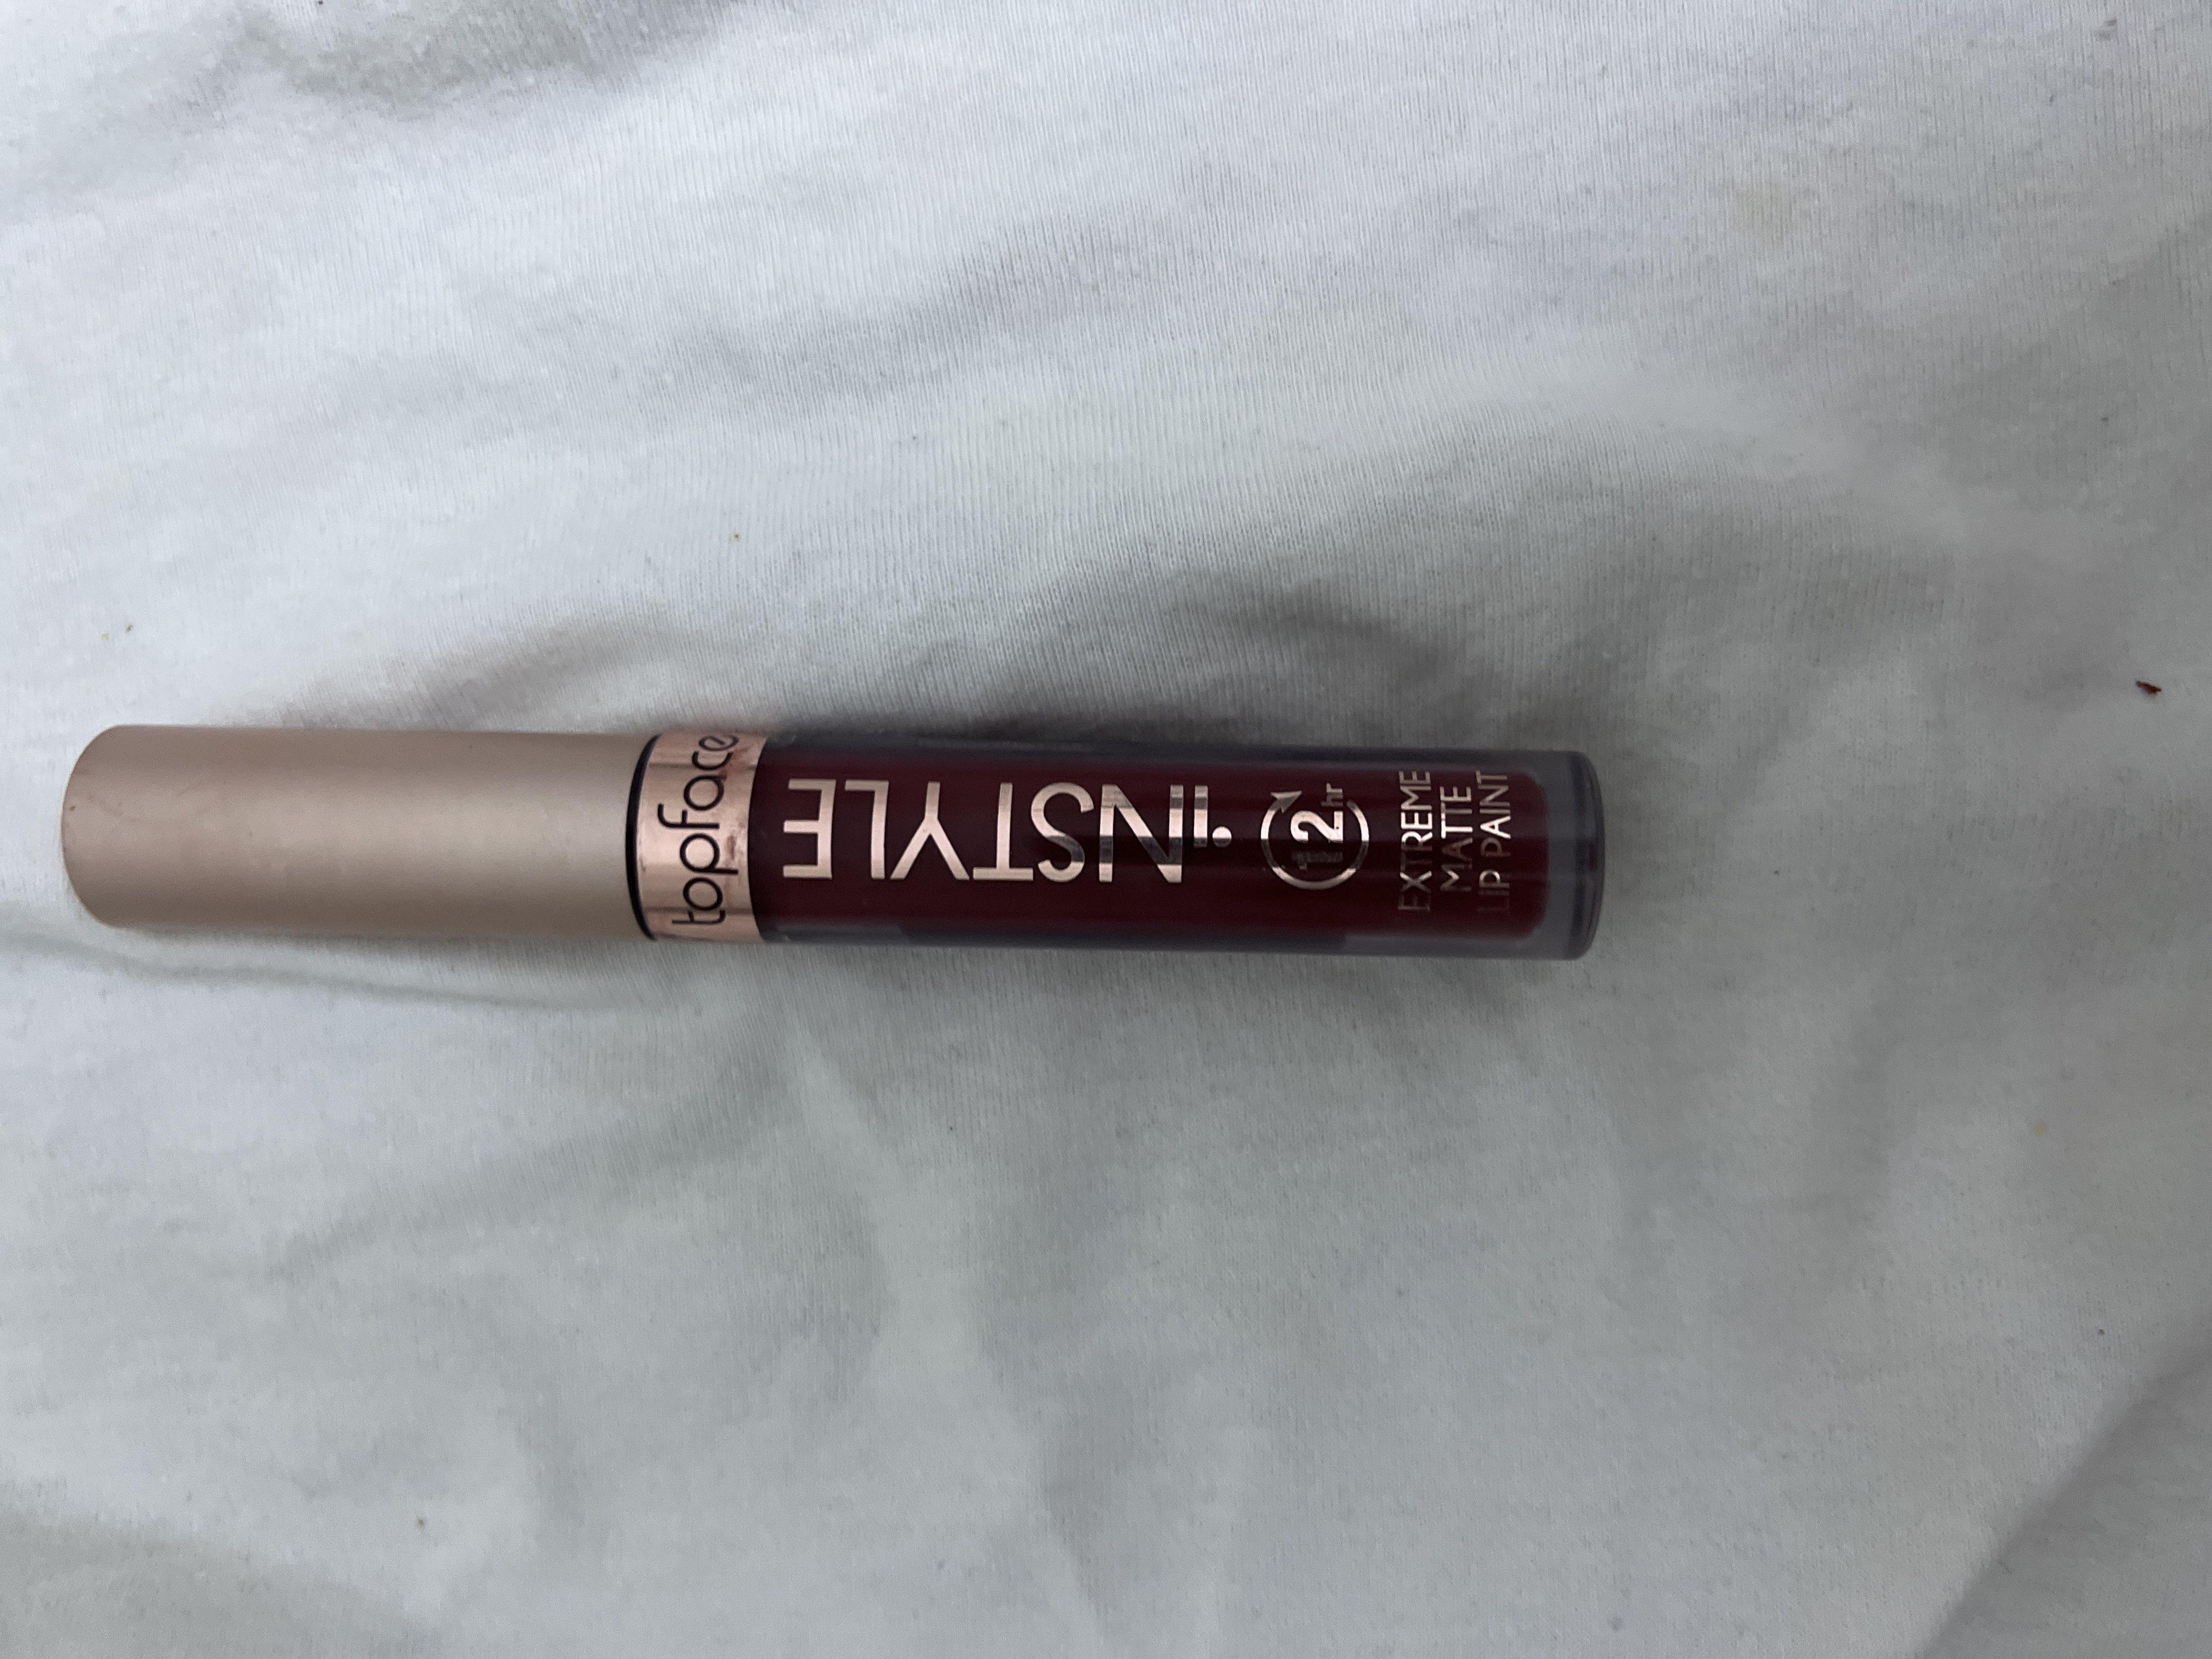 topface
iNSTYLE
12hr
EXTREME
MATTE
LIP PAINT